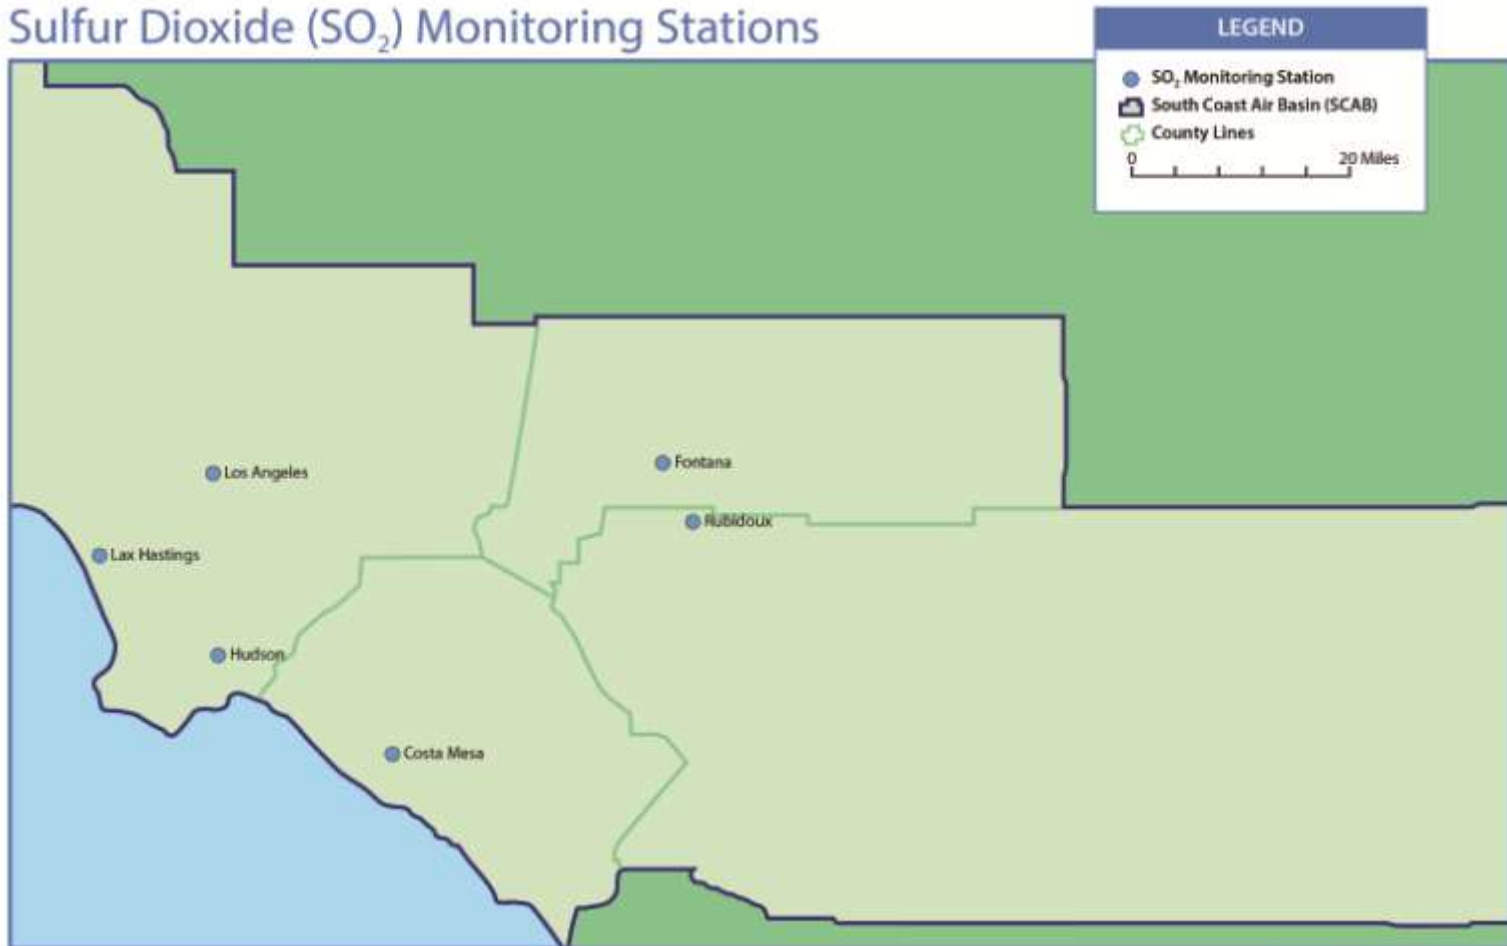 Sulfur Dioxide (SO₂) Monitoring Stations
LEGEND
SO₂ Monitoring Station
South Coast Air Basin (SCAB)
County Lines
0 20 Miles
Fontana
Los Angeles
Rubidoux
Lax Hastings
Hudson
Costa Mesa